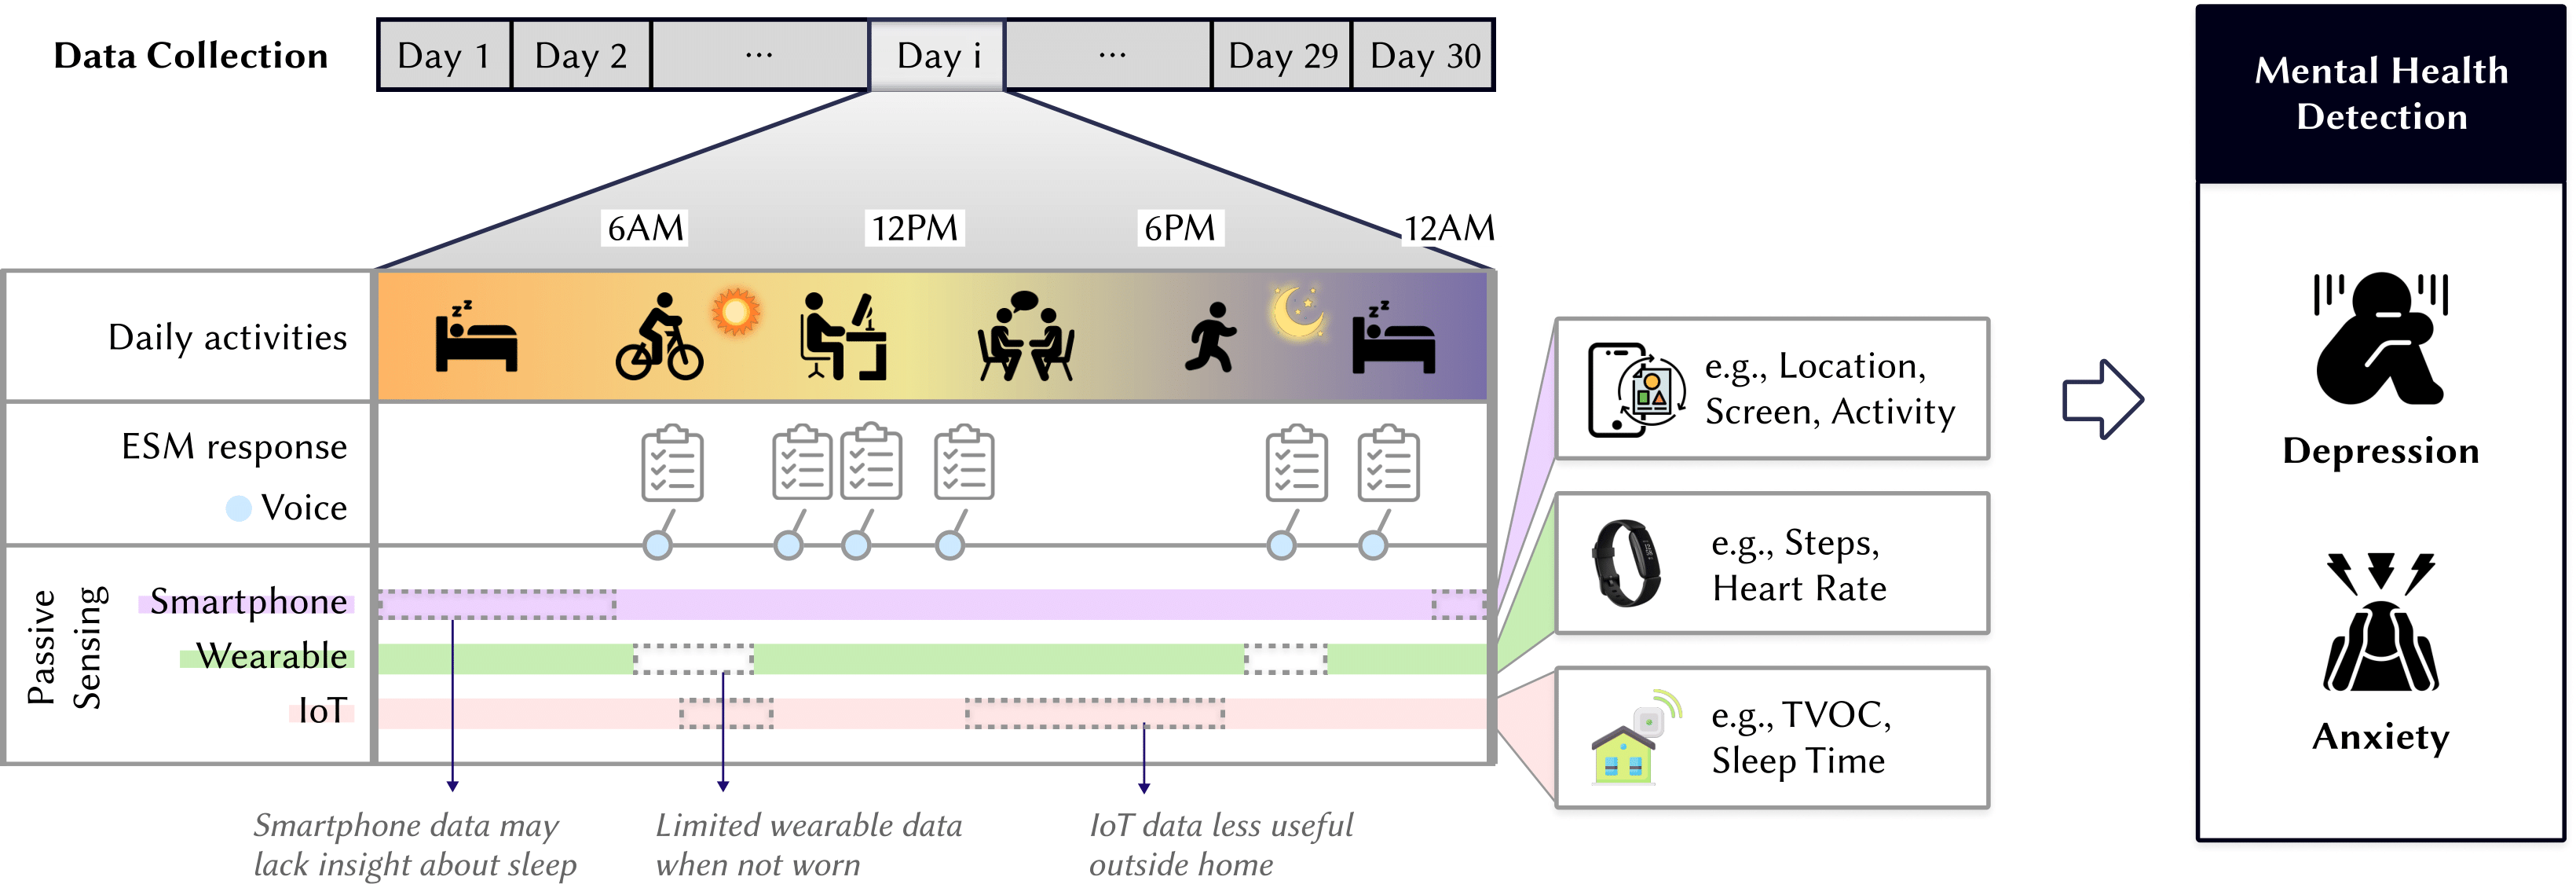 Data Collection
Day 1
Day 2
...
Day i
...
Day 29
Day 30
6AM
12PM
6PM
12AM
Daily activities
ESM response
Voice
Passive
Sensing
Smartphone
Wearable
IoT
Smartphone data may
lack insight about sleep
Limited wearable data
when not worn
IoT data less useful
outside home
e.g., Location,
Screen, Activity
e.g., Steps,
Heart Rate
e.g., TVOC,
Sleep Time
Mental Health
Detection
Depression
Anxiety